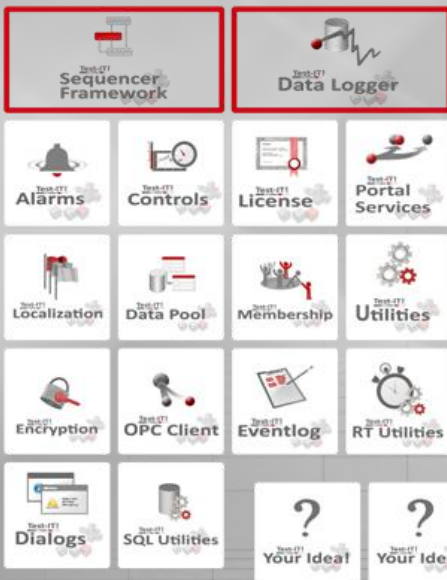 Test-IT!
Sequencer
Framework
Test-IT!
Data Logger
Test-IT!
Alarms
Test-IT!
Controls
Test-IT!
License
Test-IT!
Portal
Services
Test-IT!
Localization
Test-IT!
Data Pool
Test-IT!
Membership
Test-IT!
Utilities
Test-IT!
Encryption
Test-IT!
OPC Client
Test-IT!
Eventlog
Test-IT!
RT Utilities
Test-IT!
Dialogs
Test-IT!
SQL Utilities
?
Test-IT!
Your Idea!
?
Test-IT!
Your Ide